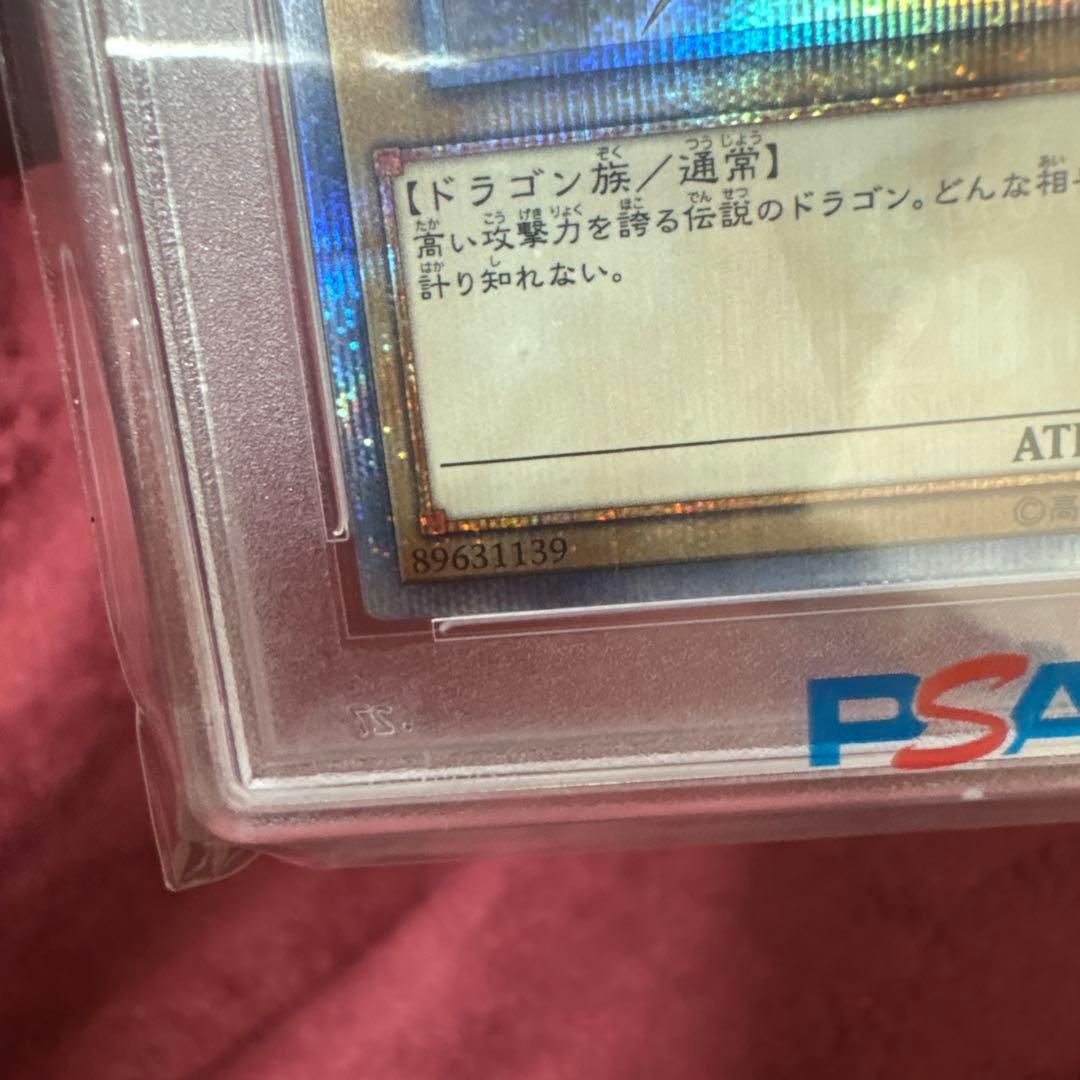 【ドラゴン族／通常】
高い攻撃力を誇る伝説のドラゴン。どんな相
計り知れない。
ATK
©高
89631139
PSA